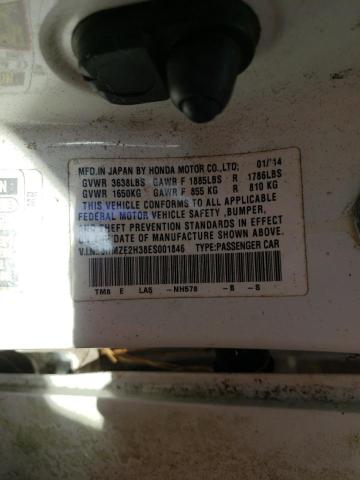 MFD.IN JAPAN BY HONDA MOTOR CO.,LTD. 01/'14
GVWR 3638LBS GAWR F 1885LBS R 1786LBS
GVWR 1650KG GAWR F 855 KG R 810 KG
THIS VEHICLE CONFORMS TO ALL APPLICABLE
FEDERAL MOTOR VEHICLE SAFETY ,BUMPER,
AND THEFT PREVENTION STANDARDS IN EFFECT
ON THE DATE OF MANUFACTURE SHOWN ABOVE.
V.I.N. JHMZE2H38ES001846 TYPE:PASSENGER CAR
TM8 E LA5 -NH578 -B -S